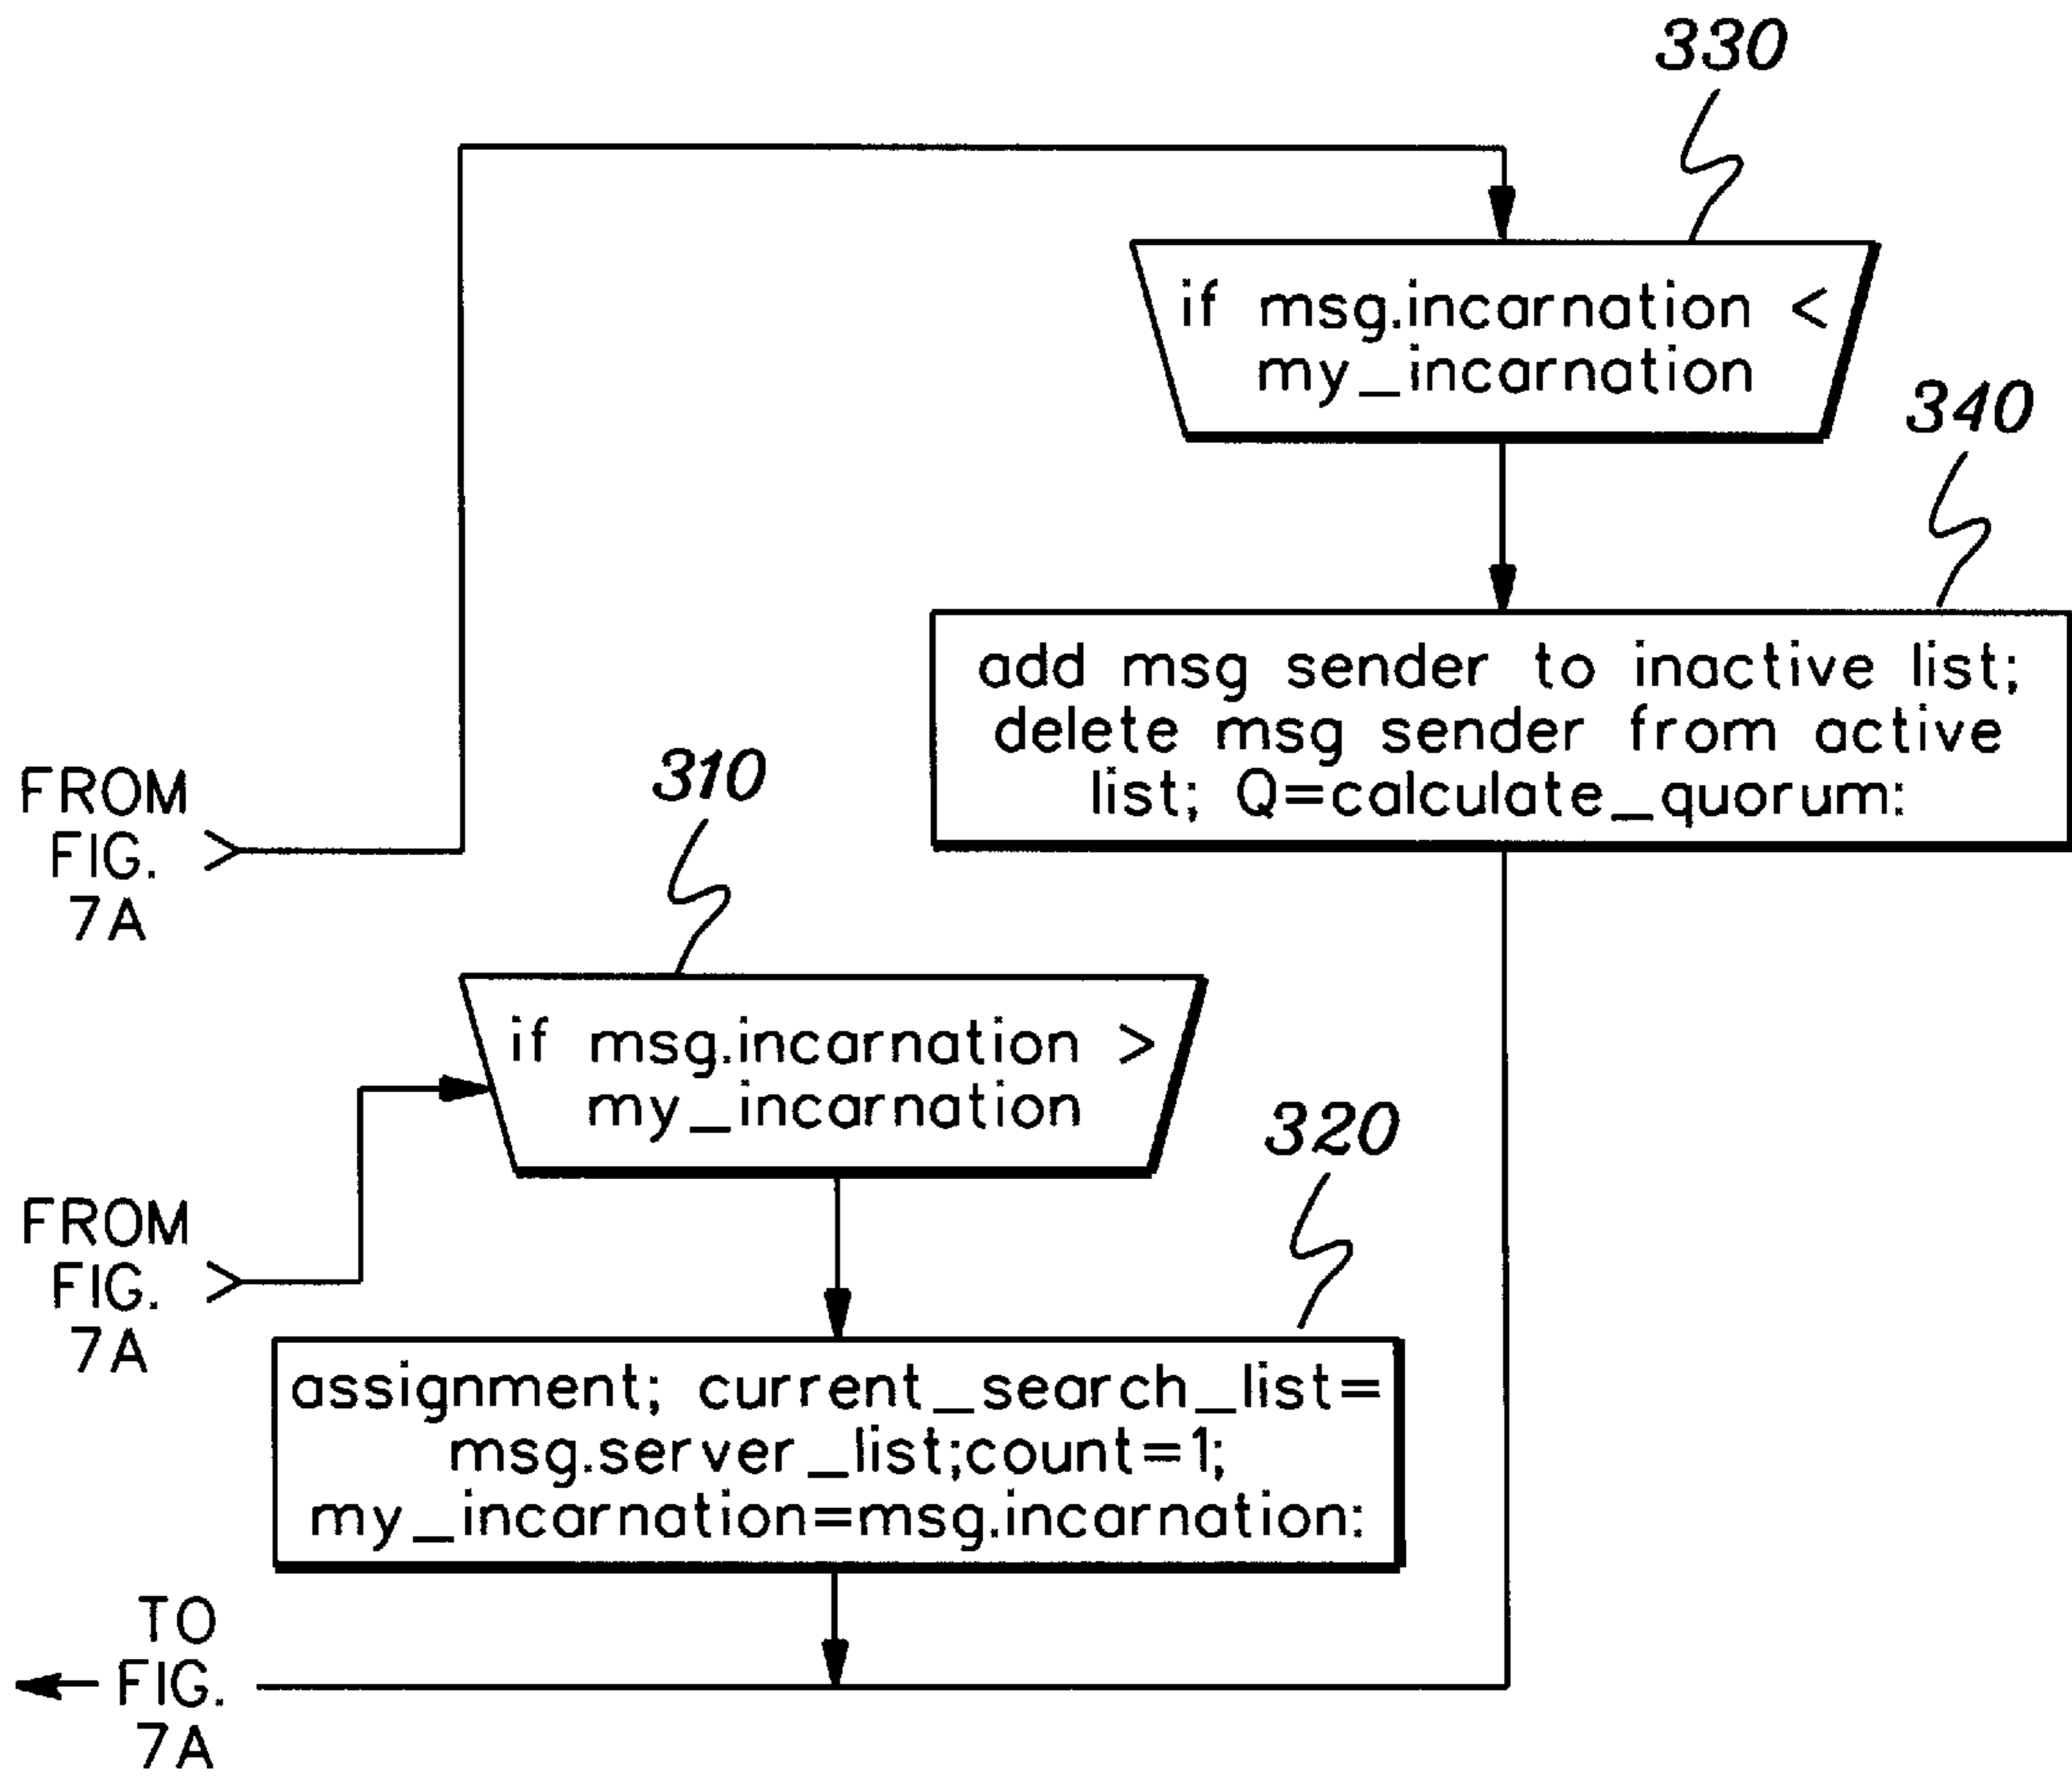 330
if msg.incarnation <
my_incarnation
340
add msg sender to inactive list;
delete msg sender from active
list; Q=calculate_quorum:
FROM
FIG.
7A
310
if msg.incarnation >
my_incarnation
FROM
FIG.
7A
320
assignment; current_search_list=
msg.server_list;count=1;
my_incarnation=msg.incarnation:
TO
FIG.
7A